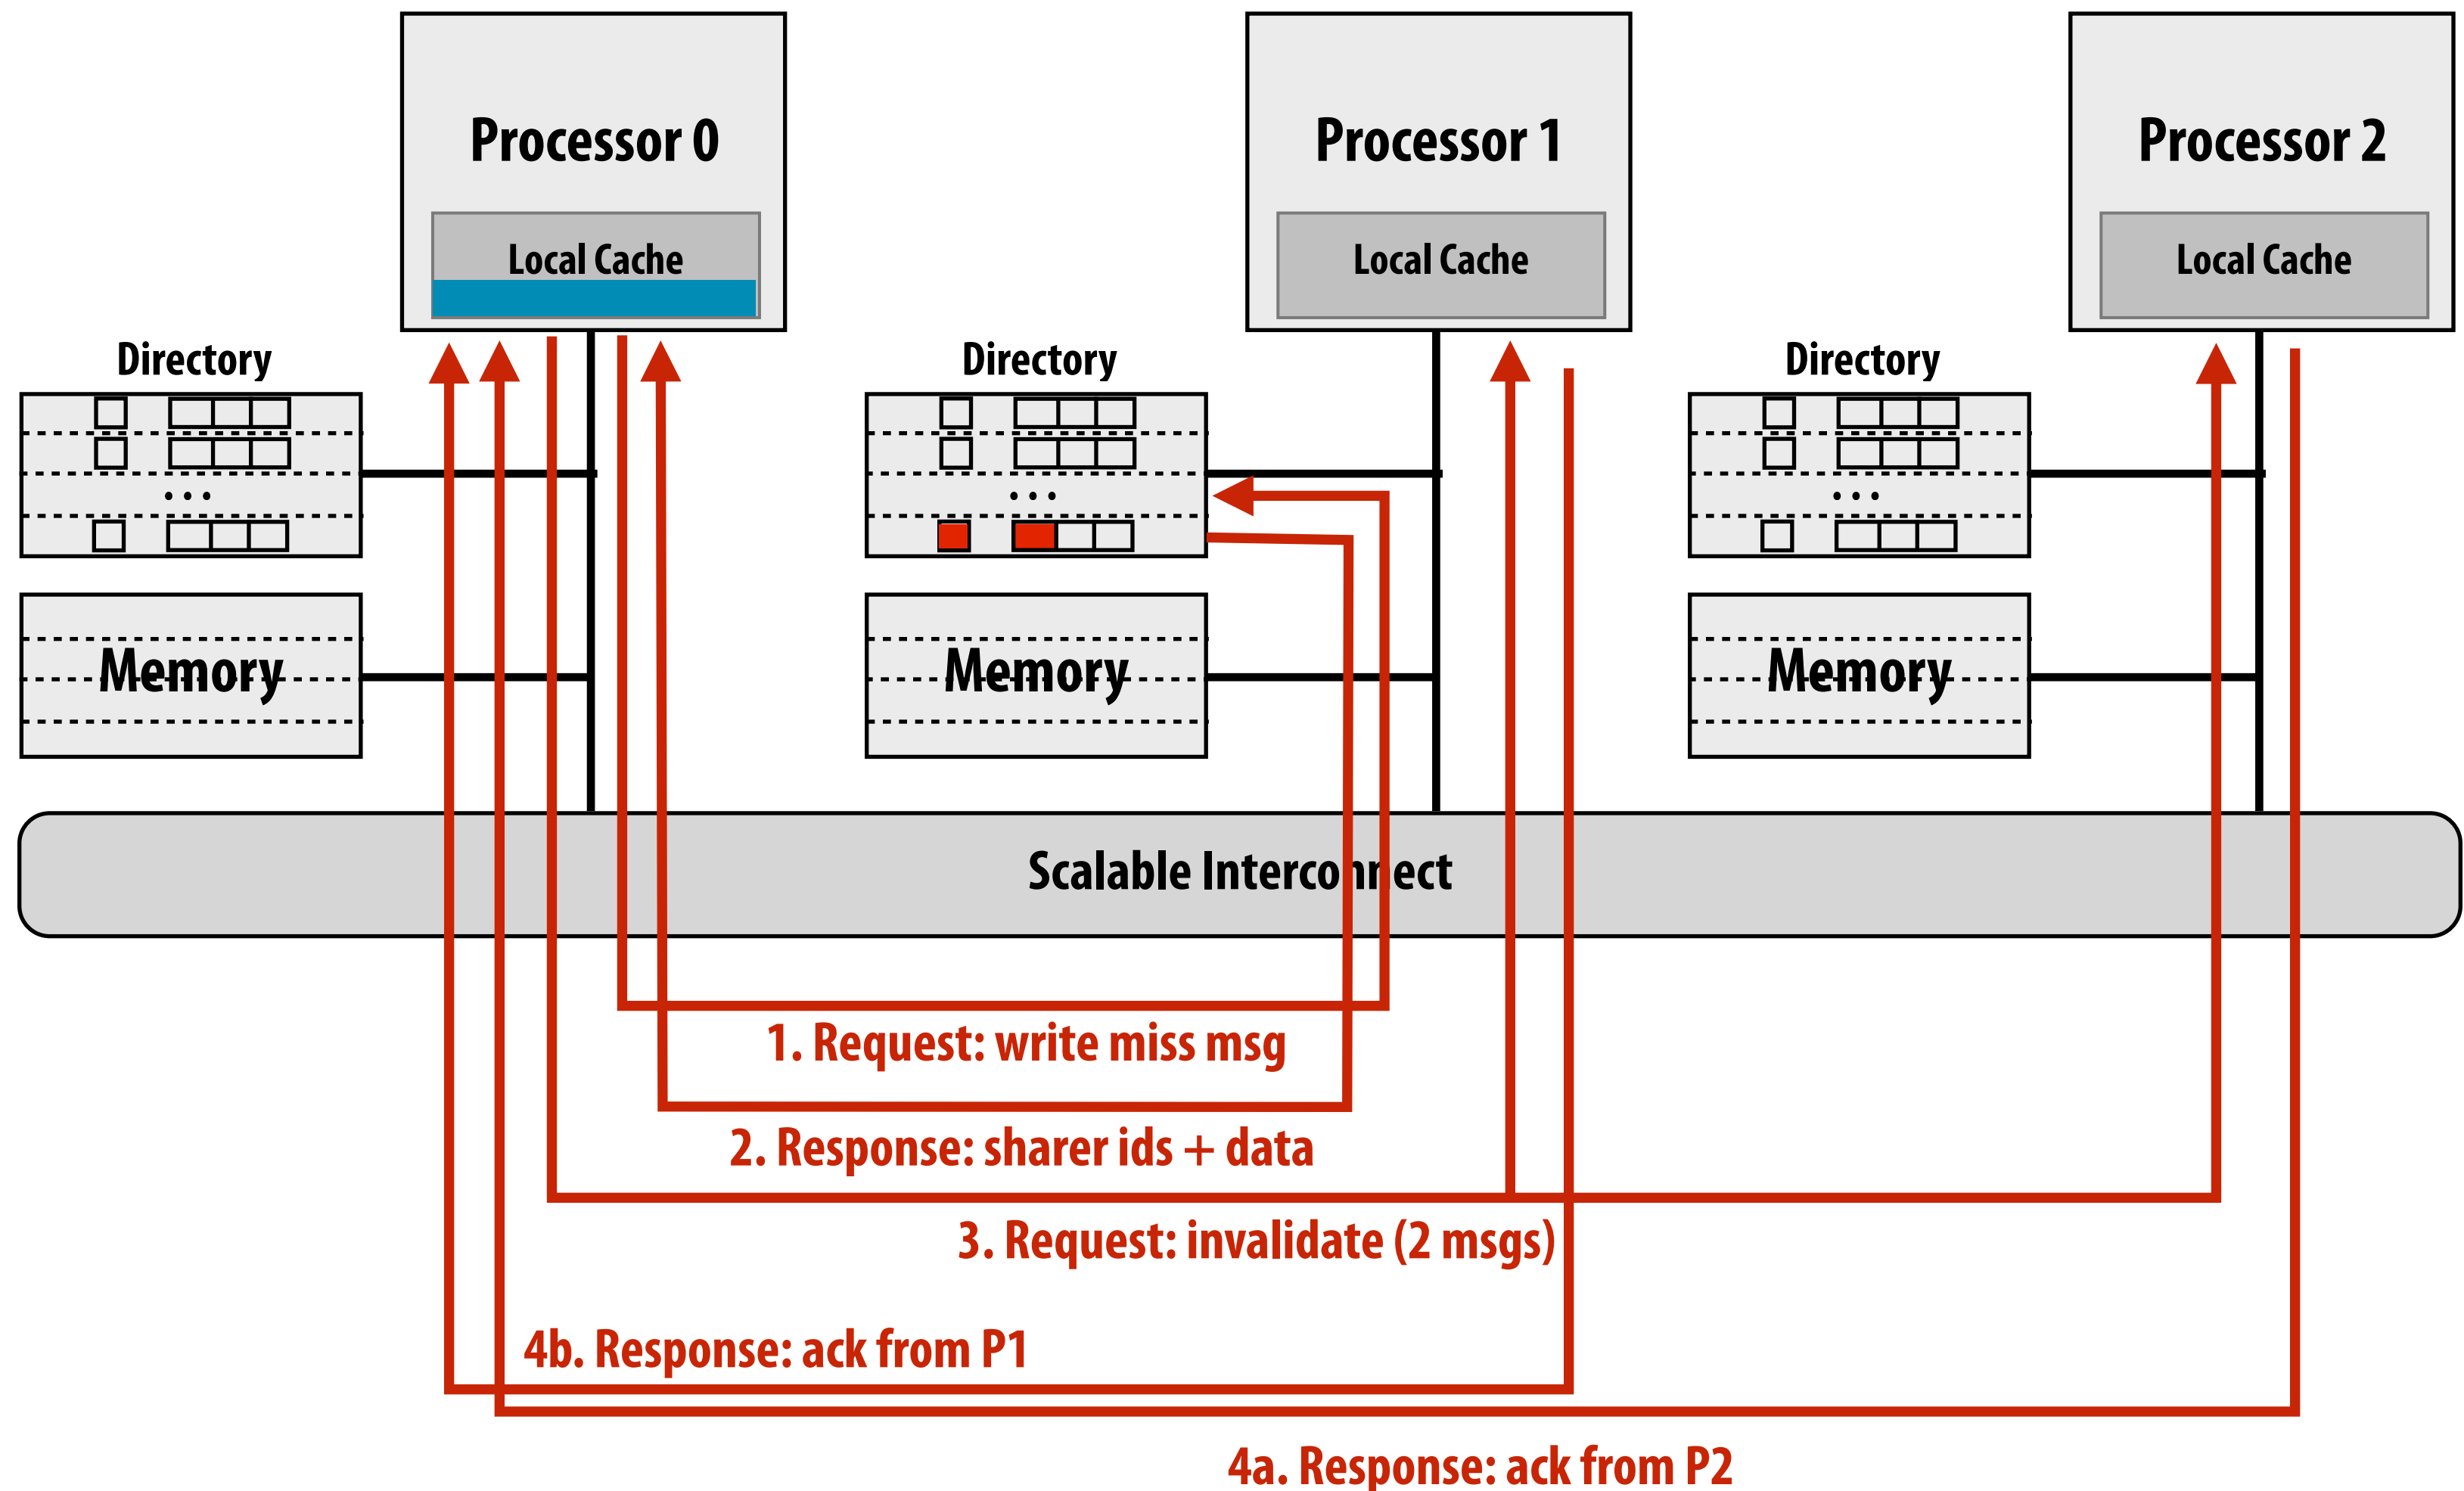 Processor 0
Processor 1
Processor 2
Local Cache
Local Cache
Local Cache
Directory
Directory
Directory
• • •
• • •
• • •
Memory
Memory
Memory
Scalable Interconnect
1. Request: write miss msg
2. Response: sharer ids + data
3. Request: invalidate (2 msgs)
4b. Response: ack from P1
4a. Response: ack from P2